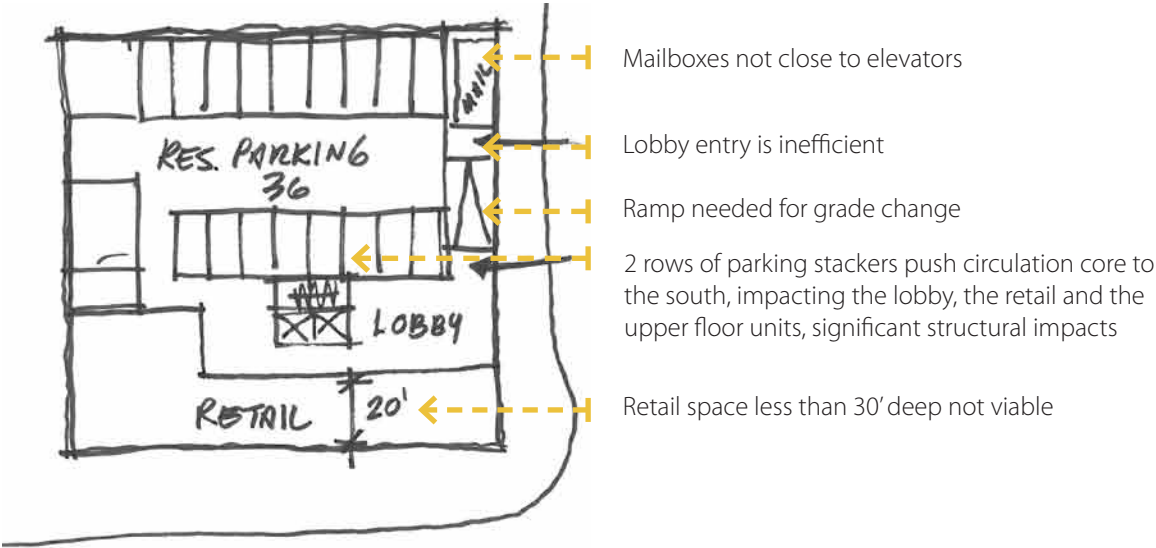 MAIL
Mailboxes not close to elevators
RES. PARKING
36
Lobby entry is inefficient
Ramp needed for grade change
2 rows of parking stackers push circulation core to
the south, impacting the lobby, the retail and the
upper floor units, significant structural impacts
LOBBY
RETAIL
20'
Retail space less than 30' deep not viable